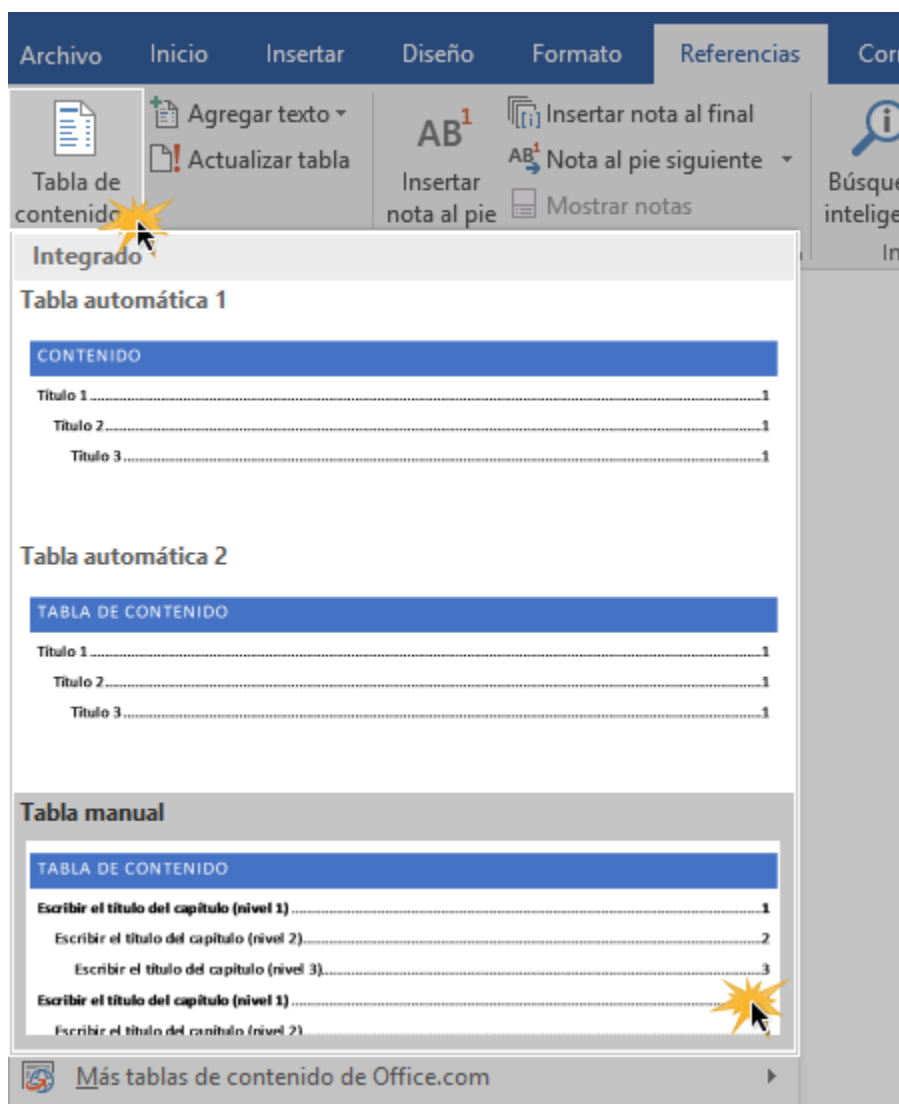 Archivo Inicio Insertar Diseño Formato Referencias Corr
Tabla de
contenido
Agregar texto
Actualizar tabla
AB1
Insertar
nota al pie
[i] Insertar nota al final
AB1 Nota al pie siguiente
Mostrar notas
Búsque
intelige
In
Integrado
Tabla automática 1
CONTENIDO
Título 1 1
Título 2 1
Título 3 1
Tabla automática 2
TABLA DE CONTENIDO
Título 1 1
Título 2 1
Título 3 1
Tabla manual
TABLA DE CONTENIDO
Escribir el título del capítulo (nivel 1) 1
Escribir el título del capítulo (nivel 2) 2
Escribir el título del capítulo (nivel 3) 3
Escribir el título del capítulo (nivel 1)
Escribir el título del capítulo (nivel 2)
Más tablas de contenido de Office.com